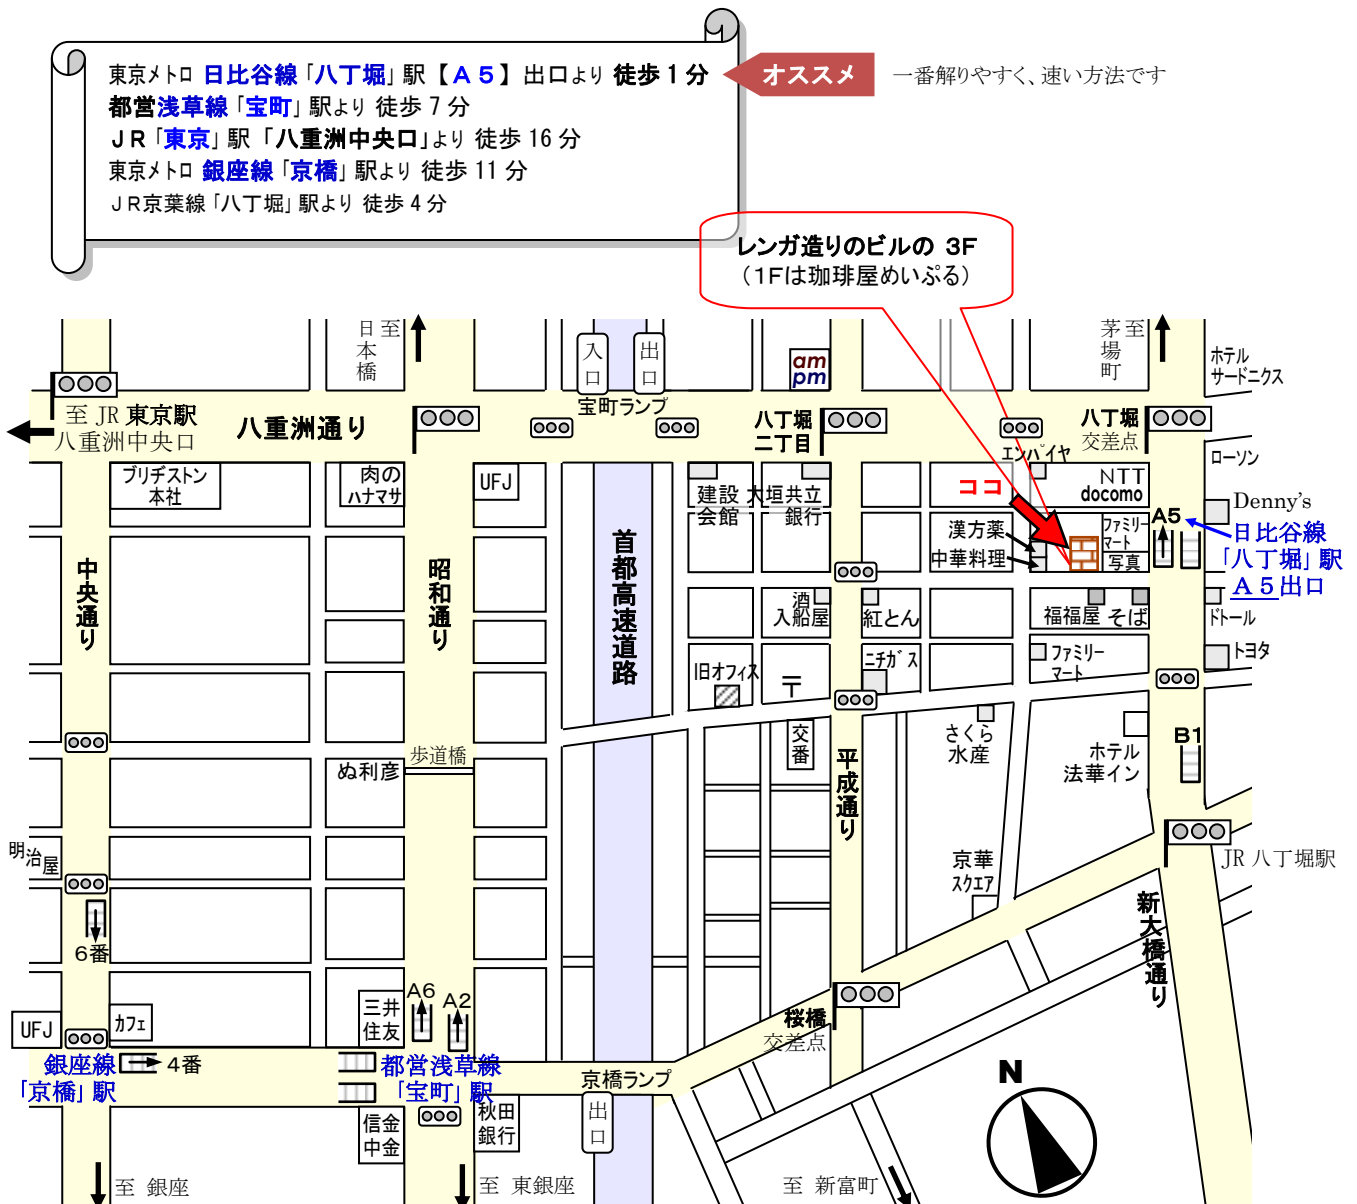 東京メトロ 日比谷線「八丁堀」駅【A5】出口より 徒歩1分
オススメ
一番解りやすく、速い方法です
都営浅草線「宝町」駅より 徒歩 7 分
JR「東京」駅「八重洲中央口」より 徒歩 16 分
東京メトロ 銀座線「京橋」駅より 徒歩 11 分
JR京葉線「八丁堀」駅より 徒歩 4 分
レンガ造りのビルの 3F
(1Fは珈琲屋めいぷる)
至
日本橋
入口
出口
am
pm
至
茅場町
ホテル
サードニクス
至 JR 東京駅
八重洲中央口
八重洲通り
宝町ランプ
八丁堀
二丁目
八丁堀
交差点
エンパイヤ
ローソン
ブリヂストン
本社
肉の
ハナマサ
UFJ
建設
会館
大垣共立
銀行
ココ
NTT
docomo
Denny's
漢方薬
中華料理
ファミリー
マート
写真
A5
日比谷線
「八丁堀」駅
A5出口
中央通り
昭和通り
首都高速道路
酒
入船屋
紅とん
福福屋
そば
ドトール
旧オフィス
〒
ニチガス
ファミリー
マート
トヨタ
交番
さくら
水産
B1
歩道橋
ぬ利彦
平成通り
ホテル
法華イン
明治屋
京華
スクエア
JR 八丁堀駅
6番
新大橋通り
UFJ
カフェ
三井
住友
A6
A2
桜橋
交差点
銀座線
「京橋」駅
4番
都営浅草線
「宝町」駅
京橋ランプ
N
信金
中金
秋田
銀行
出口
至 銀座
至 東銀座
至 新富町